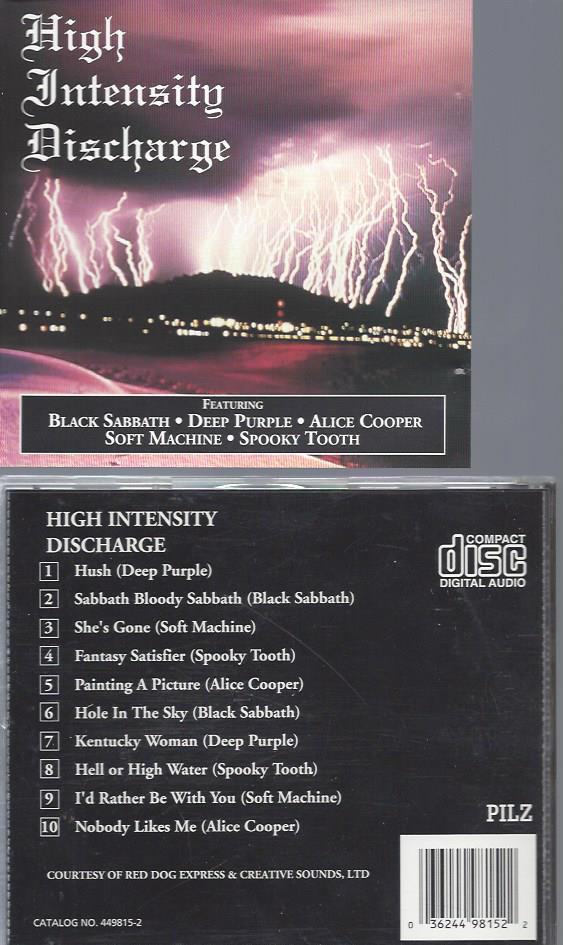 High
Intensity
Discharge
FEATURING
BLACK SABBATH • DEEP PURPLE • ALICE COOPER
SOFT MACHINE • SPOOKY TOOTH
HIGH INTENSITY
DISCHARGE
COMPACT
disc
DIGITAL AUDIO
1 Hush (Deep Purple)
2 Sabbath Bloody Sabbath (Black Sabbath)
3 She's Gone (Soft Machine)
4 Fantasy Satisfier (Spooky Tooth)
5 Painting A Picture (Alice Cooper)
6 Hole In The Sky (Black Sabbath)
7 Kentucky Woman (Deep Purple)
8 Hell or High Water (Spooky Tooth)
9 I'd Rather Be With You (Soft Machine)
10 Nobody Likes Me (Alice Cooper)
PILZ
COURTESY OF RED DOG EXPRESS & CREATIVE SOUNDS, LTD
CATALOG NO. 449815-2
0 36244 98152 2